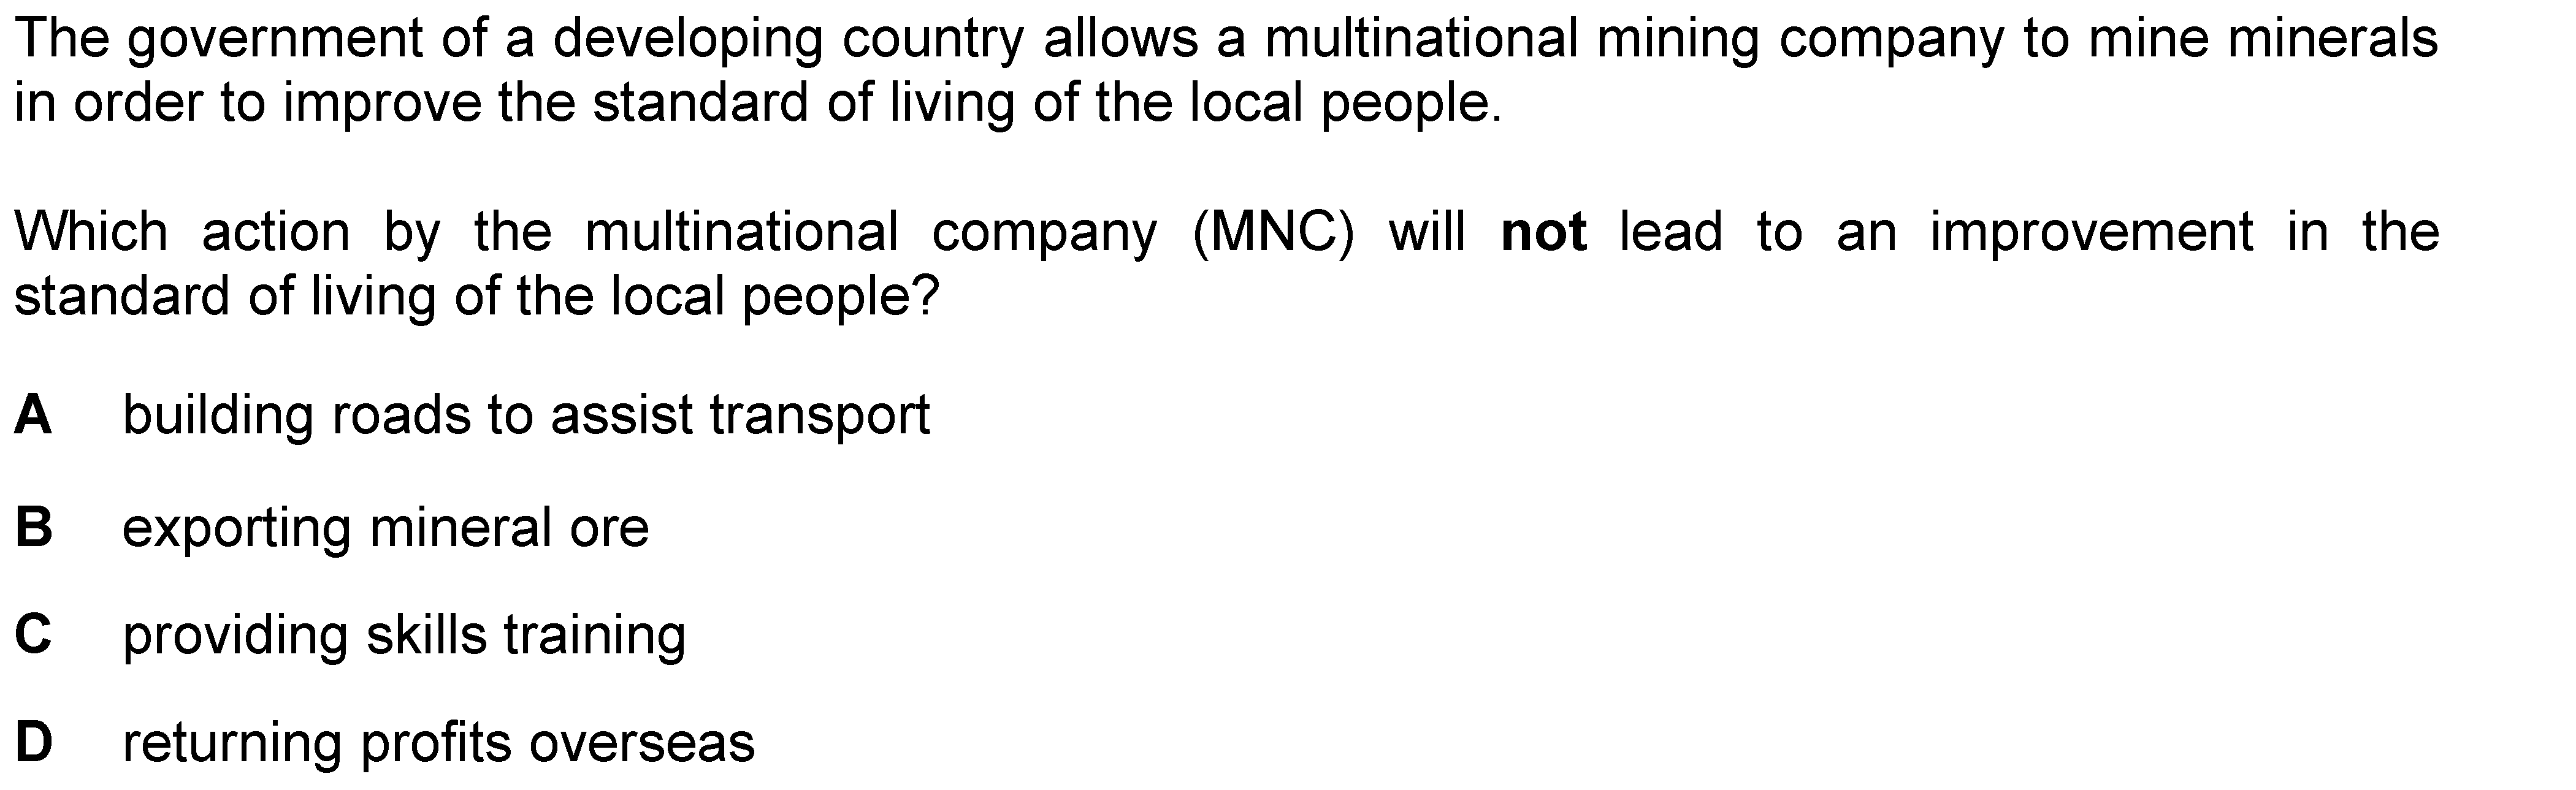 The government of a developing country allows a multinational mining company to mine minerals
in order to improve the standard of living of the local people.
Which action by the multinational company (MNC) will not lead to an improvement in the
standard of living of the local people?
A building roads to assist transport
B exporting mineral ore
C providing skills training
D returning profits overseas